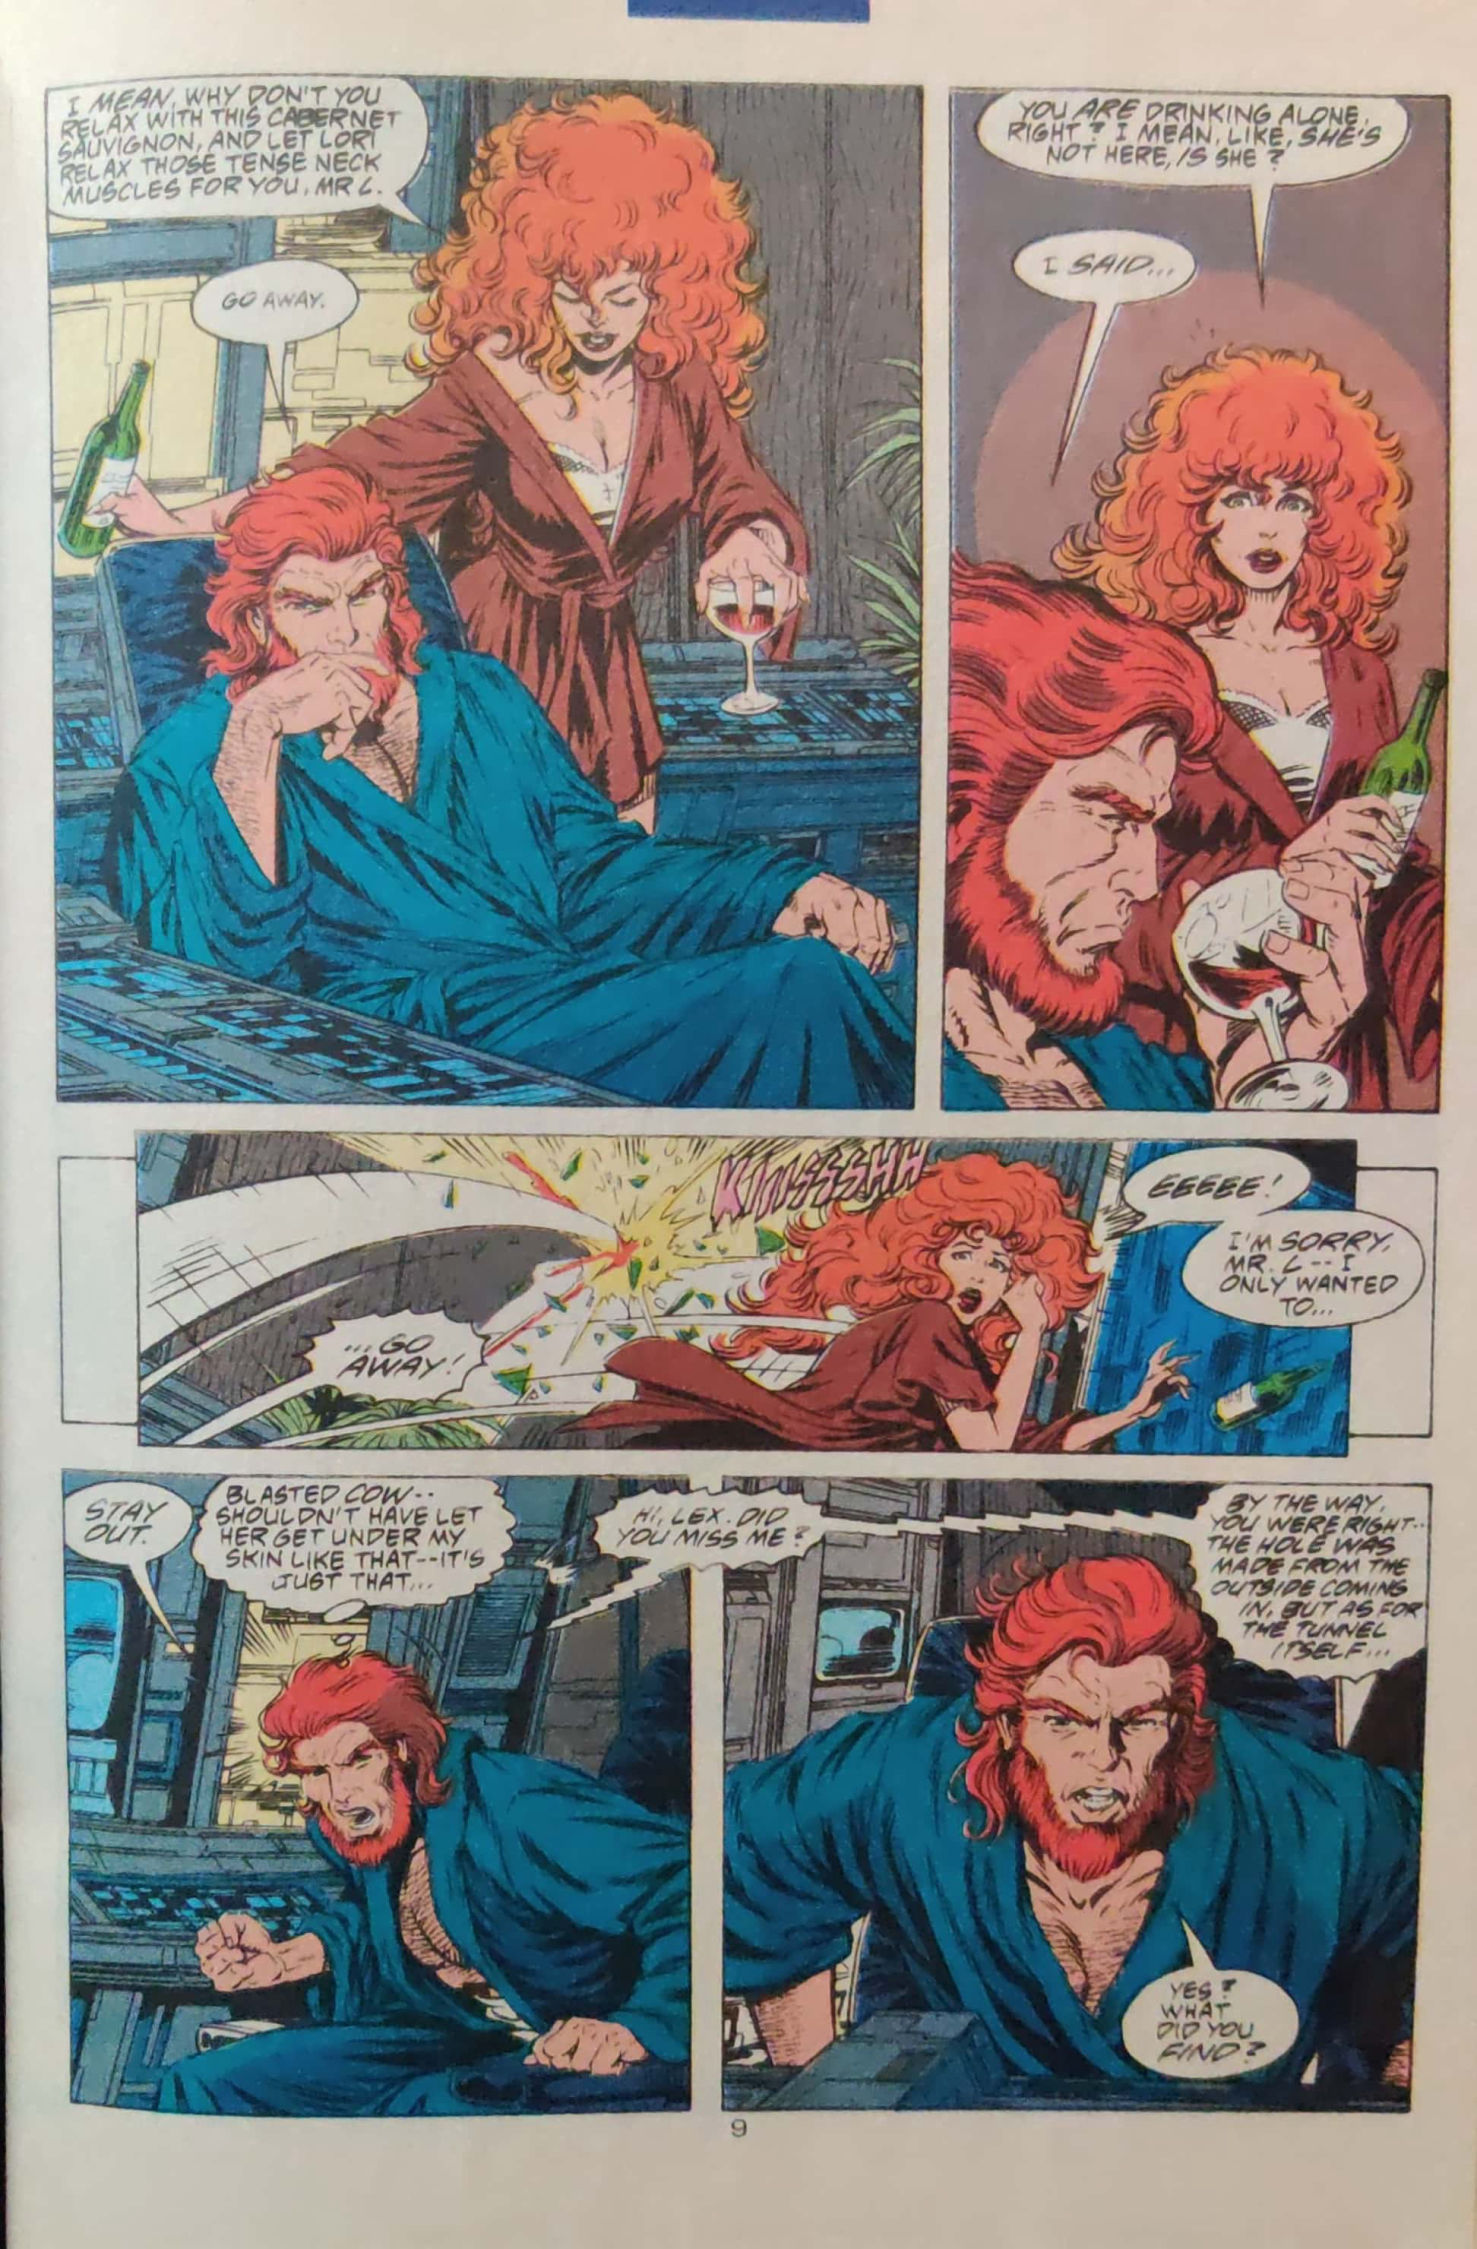 I MEAN, WHY DON'T YOU
RELAX WITH THIS CABERNET
SAUVIGNON, AND LET LORI
RELAX THOSE TENSE NECK
MUSCLES FOR YOU, MR L.
GO AWAY.
YOU ARE DRINKING ALONE,
RIGHT? I MEAN, LIKE, SHE'S
NOT HERE, IS SHE?
I SAID...
KHSSSSHH
...GO
AWAY!
EEEEE!
I'M SORRY,
MR. L -- I
ONLY WANTED
TO...
STAY
OUT.
BLASTED COW--
SHOULDN'T HAVE LET
HER GET UNDER MY
SKIN LIKE THAT--IT'S
JUST THAT...
HI, LEX. DID
YOU MISS ME?
BY THE WAY,
YOU WERE RIGHT--
THE HOLE WAS
MADE FROM THE
OUTSIDE COMING
IN, BUT AS FOR
THE TUNNEL
ITSELF...
YES?
WHAT
DID YOU
FIND?
9